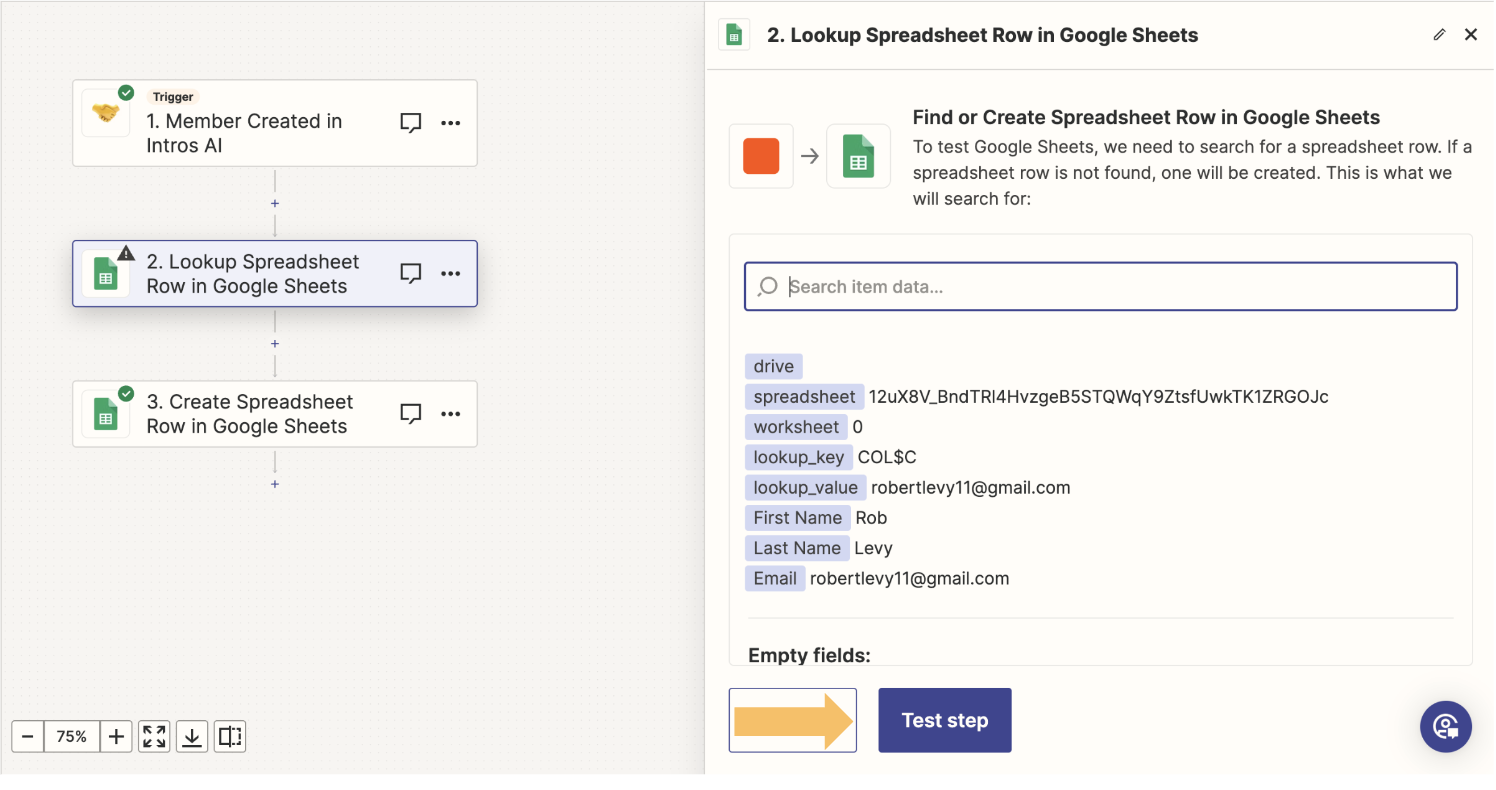 Trigger
1. Member Created in
Intros AI
2. Lookup Spreadsheet
Row in Google Sheets
3. Create Spreadsheet
Row in Google Sheets
75%
2. Lookup Spreadsheet Row in Google Sheets
Find or Create Spreadsheet Row in Google Sheets
To test Google Sheets, we need to search for a spreadsheet row. If a
spreadsheet row is not found, one will be created. This is what we
will search for:
Search item data...
drive
spreadsheet 12uX8V_BndTRl4HvzgeB5STQWqY9ZtsfUwkTK1ZRGOJc
worksheet 0
lookup_key COL$C
lookup_value robertlevy11@gmail.com
First Name Rob
Last Name Levy
Email robertlevy11@gmail.com
Empty fields:
Test step